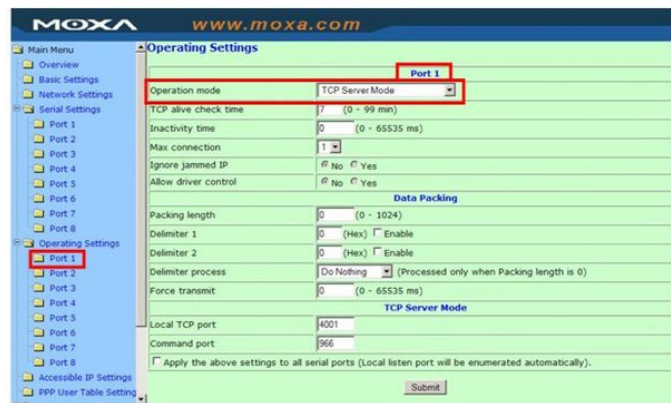 MOXA www.moxa.com
Main Menu
Overview
Basic Settings
Network Settings
Serial Settings
Port 1
Port 2
Port 3
Port 4
Port 5
Port 6
Port 7
Port 8
Operating Settings
Port 1
Port 2
Port 3
Port 4
Port 5
Port 6
Port 7
Port 8
Accessible IP Settings
PPP User Table Setting
Operating Settings
Port 1
Operation mode TCP Server Mode
TCP alive check time 7 (0 - 99 min)
Inactivity time 0 (0 - 65535 ms)
Max connection 1
Ignore jammed IP No Yes
Allow driver control No Yes
Data Packing
Packing length 0 (0 - 1024)
Delimiter 1 0 (Hex) Enable
Delimiter 2 0 (Hex) Enable
Delimiter process Do Nothing (Processed only when Packing length is 0)
Force transmit 0 (0 - 65535 ms)
TCP Server Mode
Local TCP port 4001
Command port 966
Apply the above settings to all serial ports (Local listen port will be enumerated automatically).
Submit